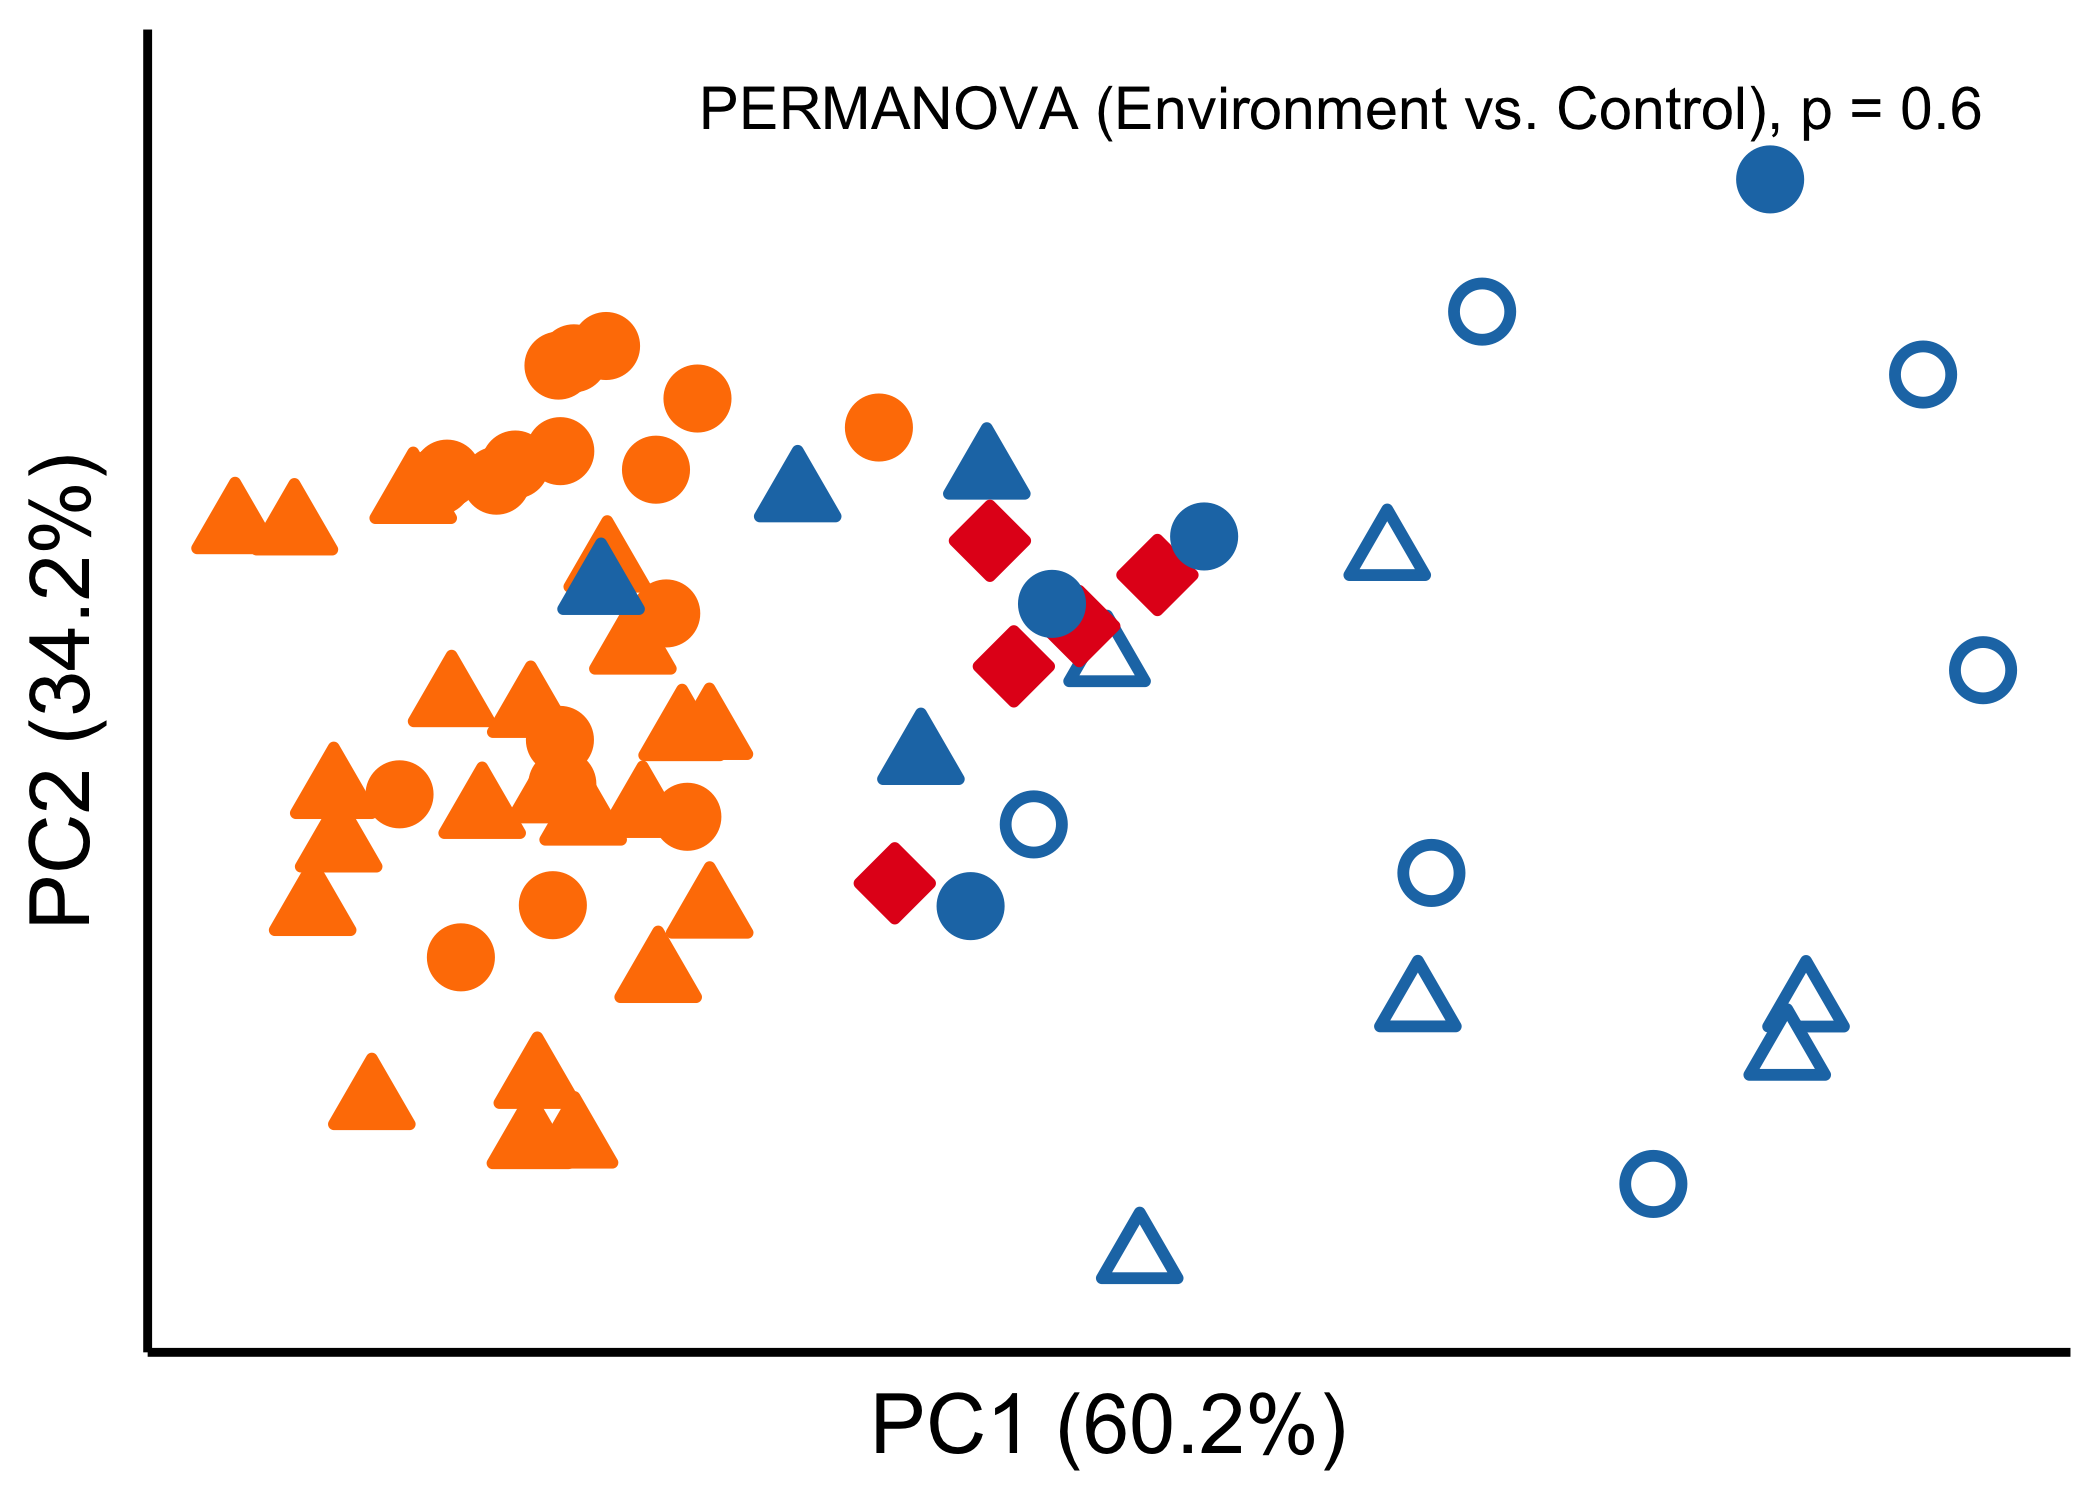 PERMANOVA (Environment vs. Control), p = 0.6
PC2 (34.2%)
PC1 (60.2%)